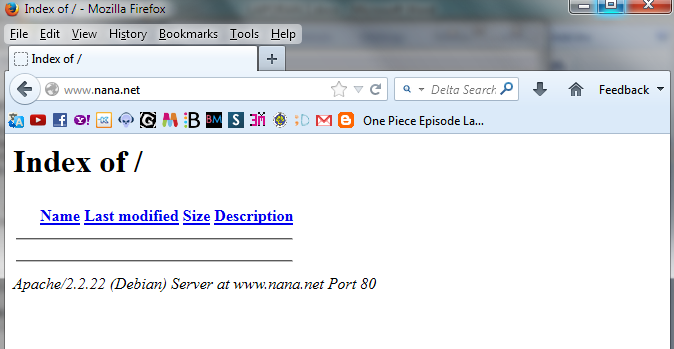 Index of / - Mozilla Firefox
File Edit View History Bookmarks Tools Help
Index of /
www.nana.net Delta Search Feedback
One Piece Episode La...
Index of /
Name Last modified Size Description
Apache/2.2.22 (Debian) Server at www.nana.net Port 80